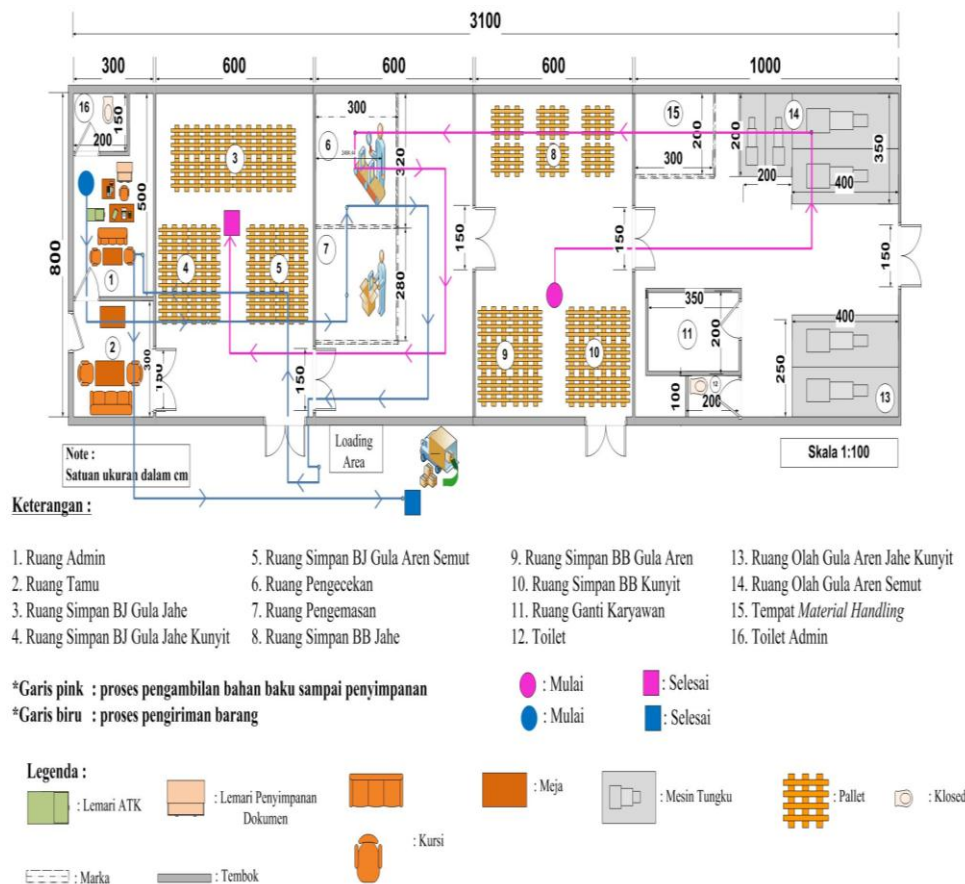 3100
300 600 600 600 1000
16
150
200
3
300
6
320
8
15
200
300
200
14
350
200
400
500
800
1
4
5
7
280
150
150
150
2
300
150
150
9
10
350
11
200
12
100
200
400
250
13
Note :
Satuan ukuran dalam cm
Loading
Area
Skala 1:100
Keterangan :
1. Ruang Admin
2. Ruang Tamu
3. Ruang Simpan BJ Gula Jahe
4. Ruang Simpan BJ Gula Jahe Kunyit
5. Ruang Simpan BJ Gula Aren Semut
6. Ruang Pengecekan
7. Ruang Pengemasan
8. Ruang Simpan BB Jahe
9. Ruang Simpan BB Gula Aren
10. Ruang Simpan BB Kunyit
11. Ruang Ganti Karyawan
12. Toilet
13. Ruang Olah Gula Aren Jahe Kunyit
14. Ruang Olah Gula Aren Semut
15. Tempat Material Handling
16. Toilet Admin
*Garis pink : proses pengambilan bahan baku sampai penyimpanan
*Garis biru : proses pengiriman barang
: Mulai : Selesai
: Mulai : Selesai
Legenda :
: Lemari ATK
: Lemari Penyimpanan
Dokumen
: Kursi
: Meja
: Mesin Tungku
: Pallet
: Klosed
: Marka
: Tembok